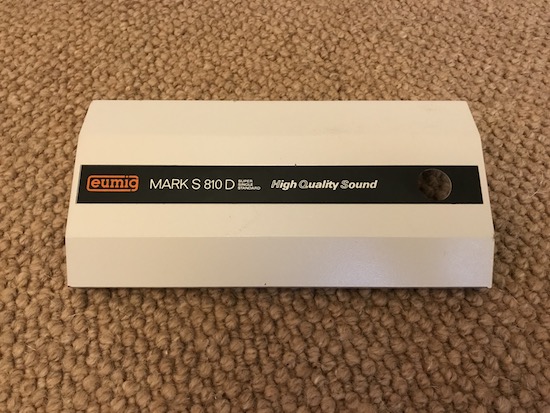 eumig MARK S 810 D SUPER SINGLE STANDARD High Quality Sound